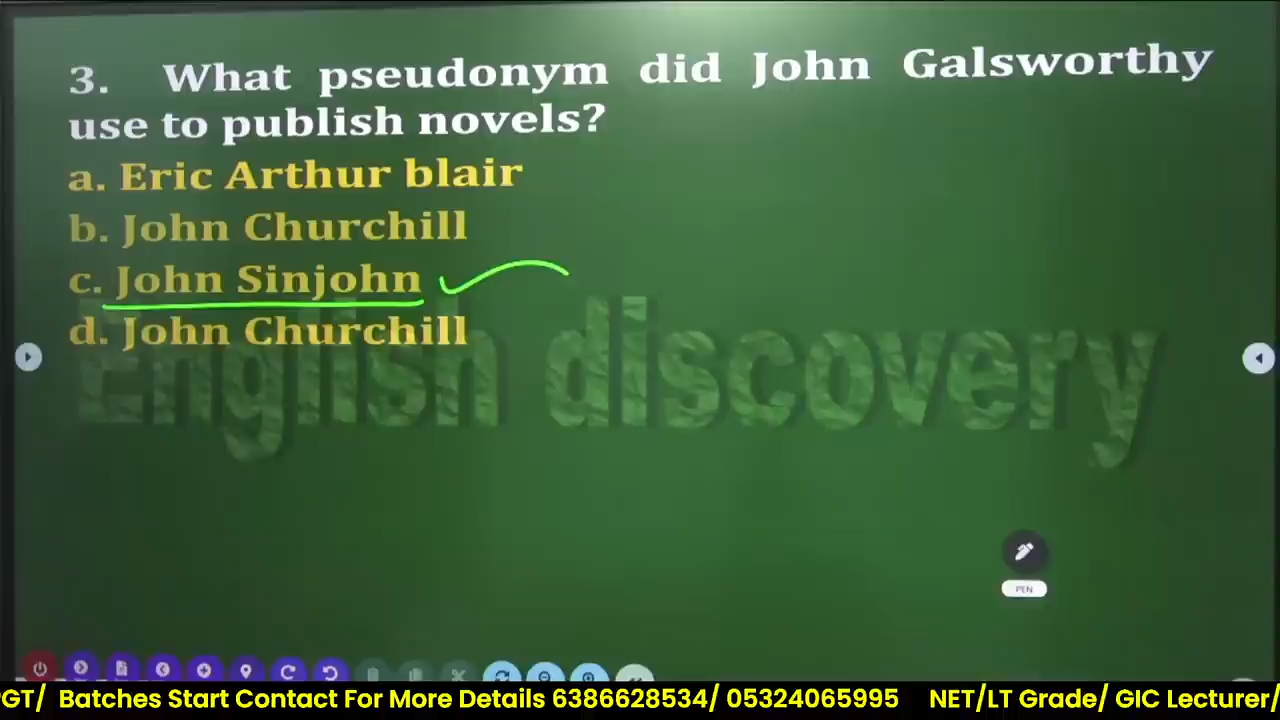 3. What pseudonym did John Galsworthy
use to publish novels?
a. Eric Arthur blair
b. John Churchill
c. John Sinjohn
d. John Churchill
English discovery
PEN
PGT/ Batches Start Contact For More Details 6386628534/ 05324065995 NET/LT Grade/ GIC Lecturer/